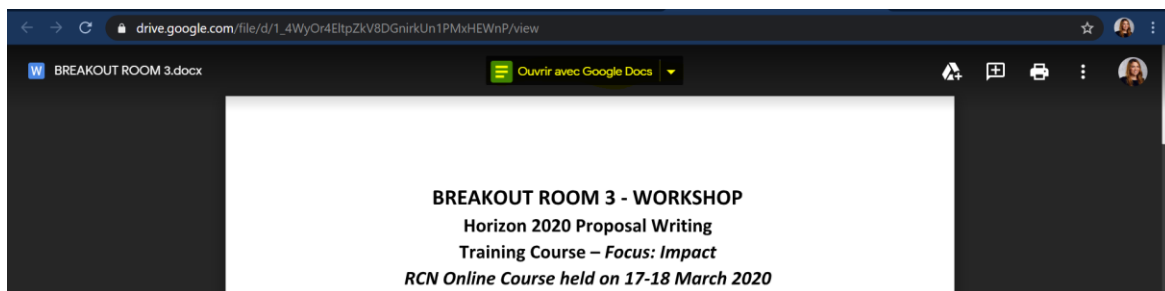 drive.google.com/file/d/1_4WyOr4EltpZkV8DGnirkUn1PMxHEWnP/view
W BREAKOUT ROOM 3.docx
Ouvrir avec Google Docs
BREAKOUT ROOM 3 - WORKSHOP
Horizon 2020 Proposal Writing
Training Course – Focus: Impact
RCN Online Course held on 17-18 March 2020